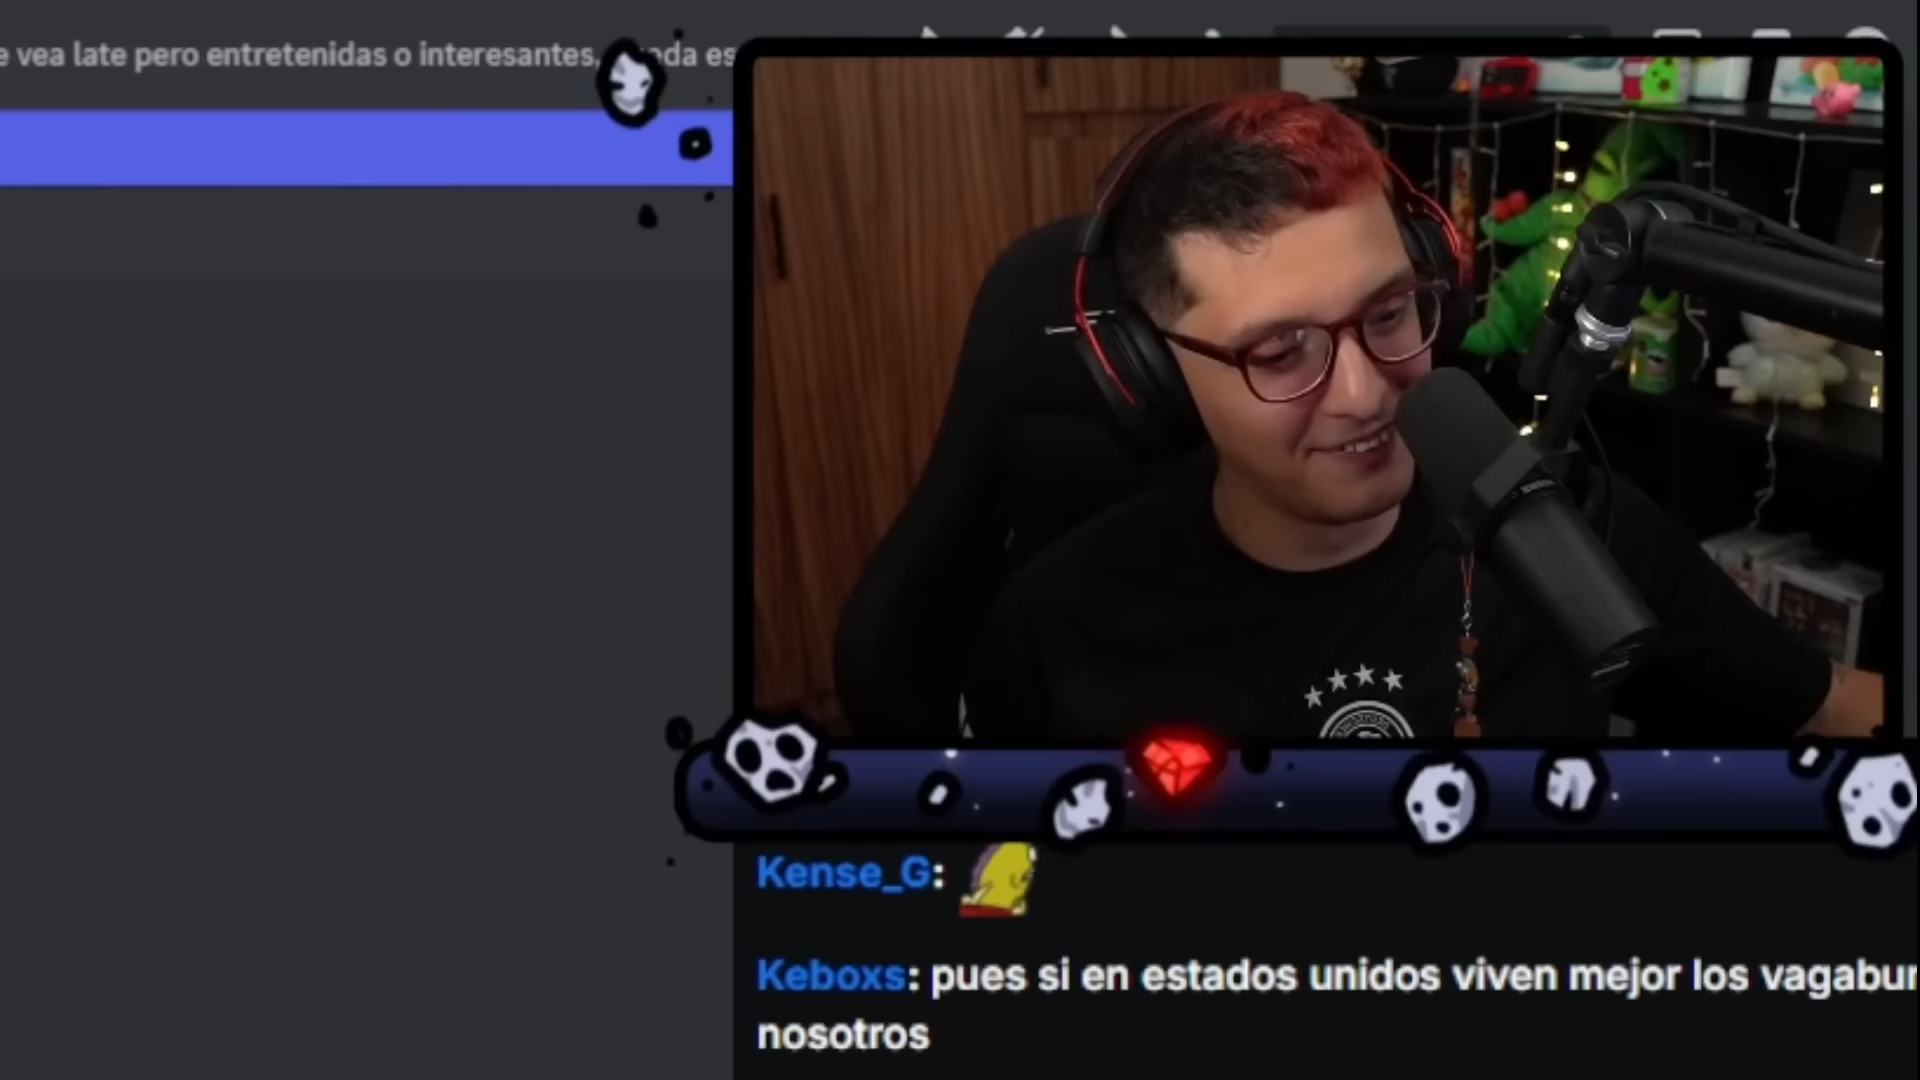 vea late pero entretenidas o interesantes,
Kense_G:
Keboxs: pues si en estados unidos viven mejor los
nosotros